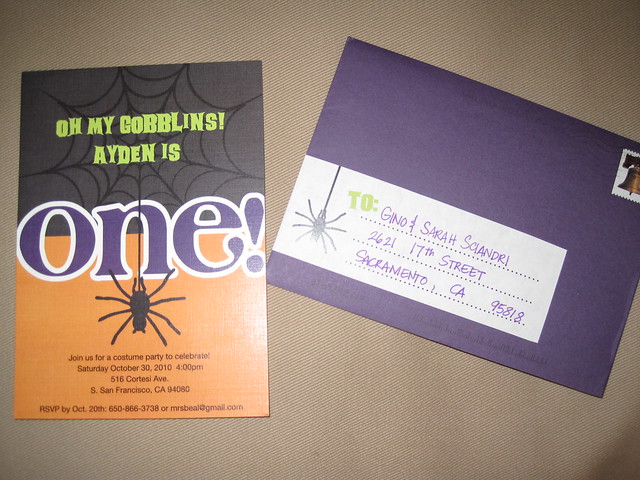 OH MY GOBBLINS!
AYDEN IS
one!
Join us for a costume party to celebrate!
Saturday October 30, 2010 4:00pm
516 Cortesi Ave.
S. San Francisco, CA 94080
RSVP by Oct. 20th: 650-866-3738 or mrsbeal@gmail.com
TO: GINO & SARAH SCIANDRI
2621 17th STREET
SACRAMENTO, CA
95818